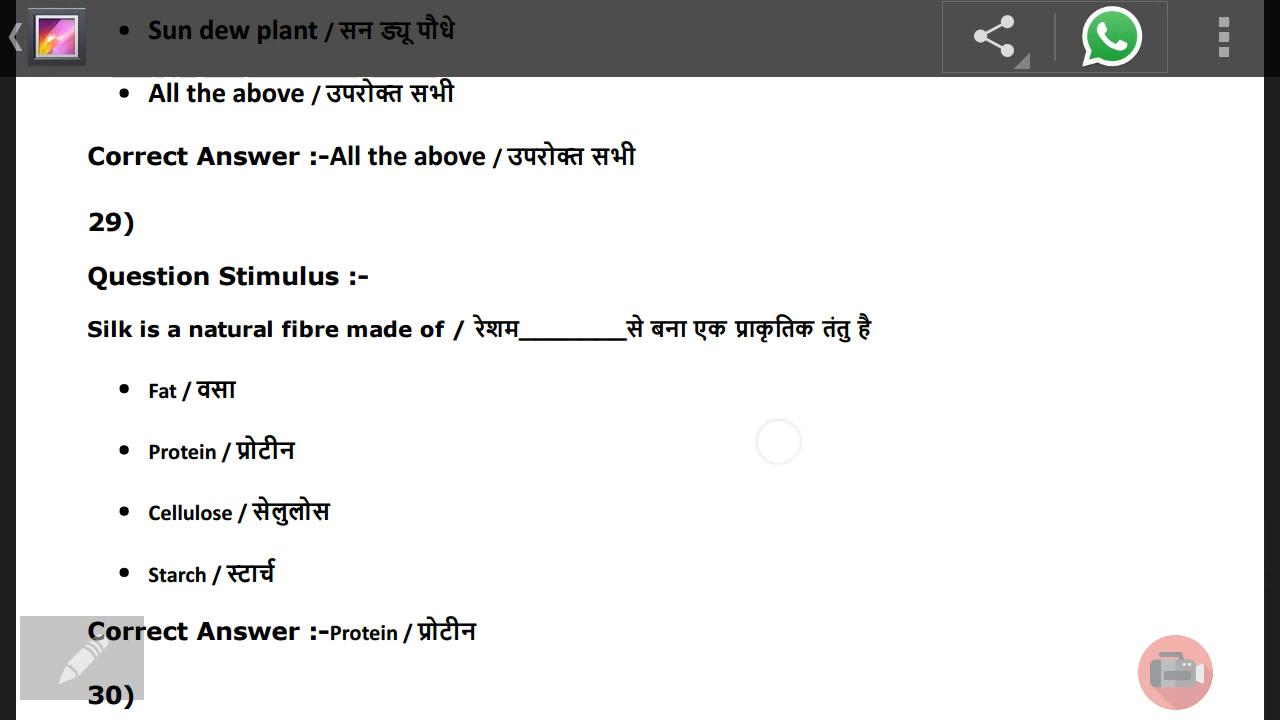 Sun dew plant / सन ड्यू पौधे
All the above / उपरोक्त सभी
Correct Answer :-All the above / उपरोक्त सभी
29)
Question Stimulus :-
Silk is a natural fibre made of / रेशम_______से बना एक प्राकृतिक तंतु है
Fat / वसा
Protein / प्रोटीन
Cellulose / सेलुलोस
Starch / स्टार्च
Correct Answer :-Protein / प्रोटीन
30)